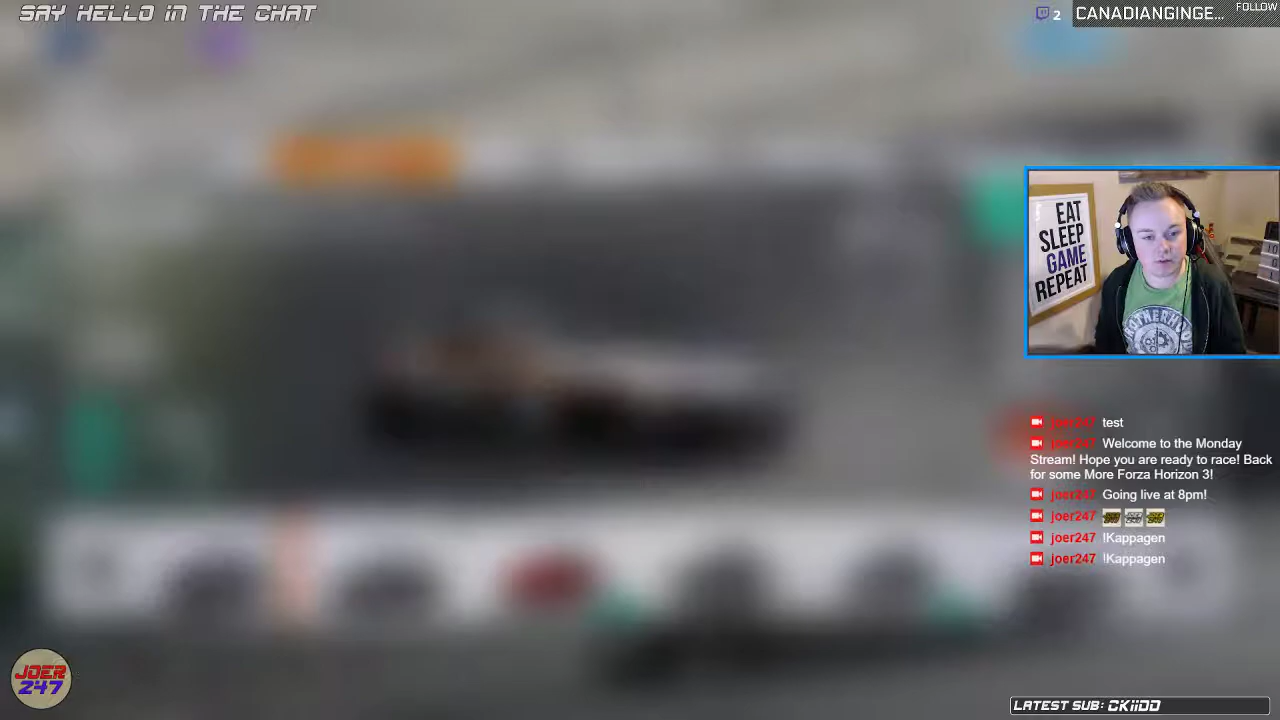 SAY HELLO IN THE CHAT
2
CANADIANGINGE...
FOLLOW
EAT
SLEEP
GAME
REPEAT
joer247 test
joer247 Welcome to the Monday
Stream! Hope you are ready to race! Back
for some More Forza Horizon 3!
joer247 Going live at 8pm!
joer247
joer247 !Kappagen
joer247 !Kappagen
JOER
247
LATEST SUB: CKiiDD